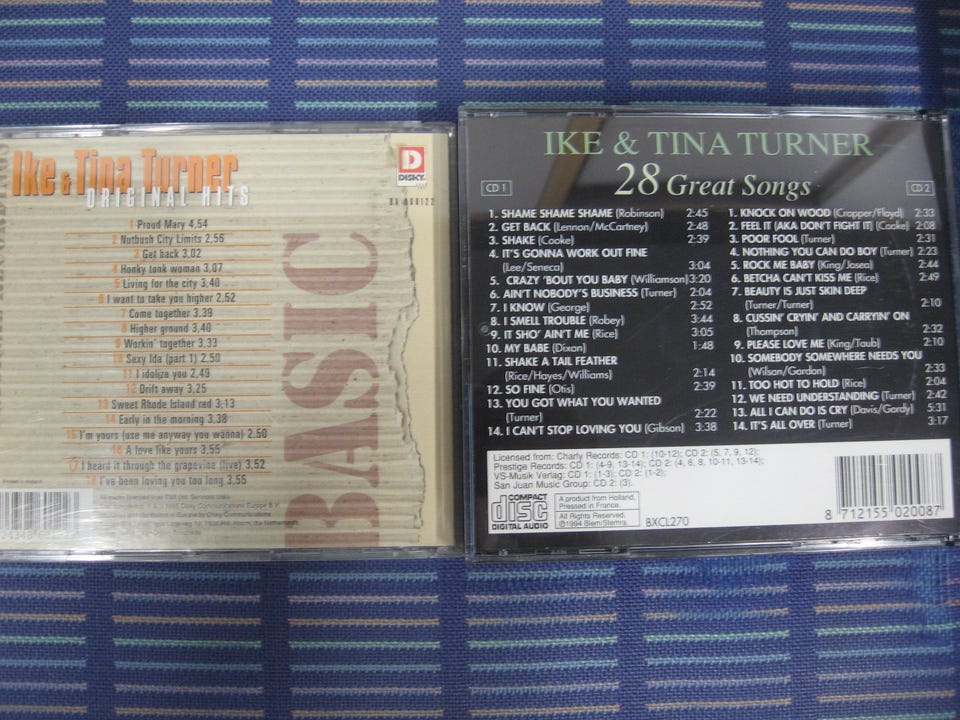 Ike & Tina Turner
ORIGINAL HITS
D
DISKY
1 Proud Mary 4,54
2 Nutbush City Limits 2,56
3 Get back 3,02
4 Honky tonk woman 3,07
5 Living for the city 3,40
6 I want to take you higher 2,52
7 Come together 3,39
8 Higher ground 3,40
9 Workin' together 3,33
10 Sexy Ida (part 1) 2.50
11 I idolize you 2,49
12 Drift away 3,25
13 Sweet Rhode Island red 3;13
14 Early in the morning 3,38
15 I'm yours (use me anyway you wanna) 2,50
16 A love like yours 3,55
17 I heard it through the grapevine (live) 3,52
18 I've been loving you too long 3,55
BASIC
IKE & TINA TURNER
28 Great Songs
CD 1
1. SHAME SHAME SHAME (Robinson) 2:45
2. GET BACK (Lennon/McCartney) 2:48
3. SHAKE (Cooke) 2:39
4. IT'S GONNA WORK OUT FINE
(Lee/Seneca) 3:04
5. CRAZY 'BOUT YOU BABY (Williamson) 3:20
6. AIN'T NOBODY'S BUSINESS (Turner) 2:04
7. I KNOW (George) 2:52
8. I SMELL TROUBLE (Robey) 3:44
9. IT SHO' AIN'T ME (Rice) 3:05
10. MY BABE (Dixon) 1:48
11. SHAKE A TAIL FEATHER
(Rice/Hayes/Williams) 2:14
12. SO FINE (Otis) 2:39
13. YOU GOT WHAT YOU WANTED
(Turner) 2:22
14. I CAN'T STOP LOVING YOU (Gibson) 3:38
CD 2
1. KNOCK ON WOOD (Cropper/Floyd) 2:33
2. FEEL IT (AKA DON'T FIGHT IT) (Cooke) 2:08
3. POOR FOOL (Turner) 2:31
4. NOTHING YOU CAN DO BOY (Turner) 2:23
5. ROCK ME BABY (King/Josea) 2:44
6. BETCHA CAN'T KISS ME (Rice) 2:49
7. BEAUTY IS JUST SKIN DEEP
(Turner/Turner) 2:10
8. CUSSIN' CRYIN' AND CARRYIN' ON
(Thompson) 2:32
9. PLEASE LOVE ME (King/Taub) 2:10
10. SOMEBODY SOMEWHERE NEEDS YOU
(Wilson/Gordon) 2:33
11. TOO HOT TO HOLD (Rice) 2:04
12. WE NEED UNDERSTANDING (Turner) 2:42
13. ALL I CAN DO IS CRY (Davis/Gordy) 5:31
14. IT'S ALL OVER (Turner) 3:17
Licensed from: Charly Records: CD 1: (10-12); CD 2: (5, 7, 9, 12);
Prestige Records: CD 1: (4-9, 13-14); CD 2: (4, 6, 8, 10-11, 13-14);
VS-Musik Verlag: CD 1: (1-3); CD 2: (1-2);
San Juan Music Group: CD 2: (3).
COMPACT
disc
DIGITAL AUDIO
A product from Holland.
Pressed in France.
All Rights Reserved.
©1994 Biem/Stemra.
BXCL270
8 712155 020087